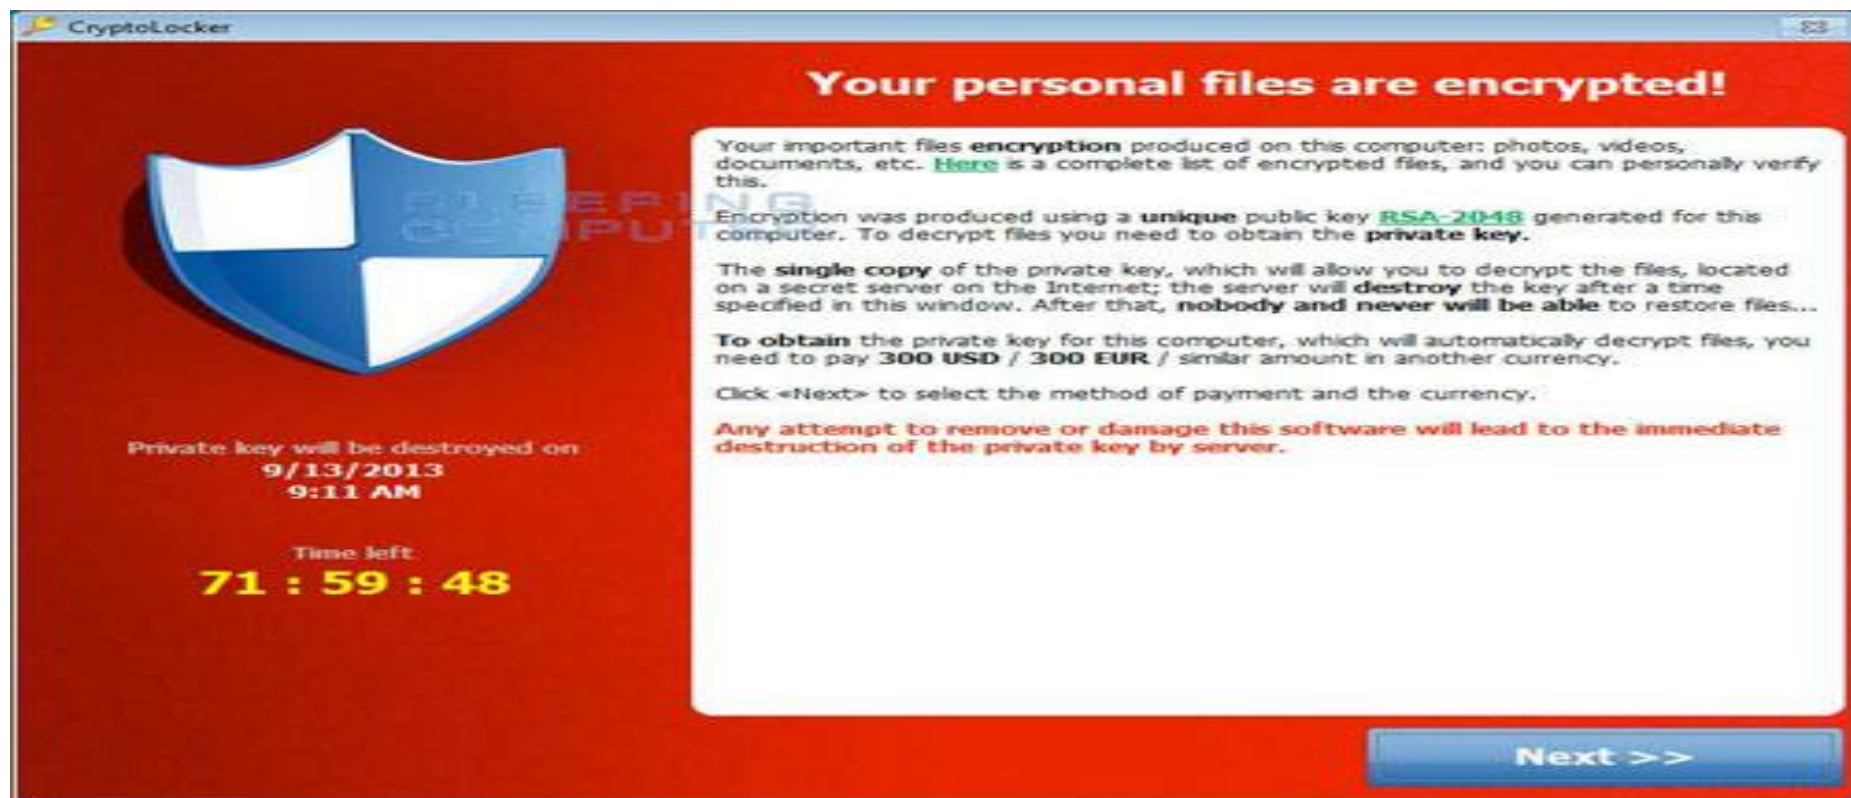 CryptoLocker
Your personal files are encrypted!
Your important files encryption produced on this computer: photos, videos,
documents, etc. Here is a complete list of encrypted files, and you can personally verify
this.
Encryption was produced using a unique public key RSA-2048 generated for this
computer. To decrypt files you need to obtain the private key.
The single copy of the private key, which will allow you to decrypt the files, located
on a secret server on the Internet; the server will destroy the key after a time
specified in this window. After that, nobody and never will be able to restore files...
To obtain the private key for this computer, which will automatically decrypt files, you
need to pay 300 USD / 300 EUR / similar amount in another currency.
Click «Next» to select the method of payment and the currency.
Any attempt to remove or damage this software will lead to the immediate
destruction of the private key by server.
BLEEPING
COMPUTER
Private key will be destroyed on
9/13/2013
9:11 AM
Time left
71 : 59 : 48
Next >>